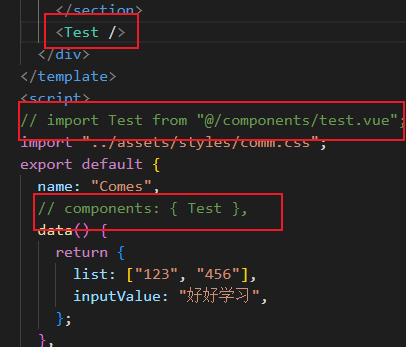 </section>
<Test />
</div>
</template>
<script>
// import Test from "@/components/test.vue";
import "../assets/styles/comm.css";
export default {
name: "Comes",
// components: { Test },
data() {
return {
list: ["123", "456"],
inputValue: "好好学习",
};
},